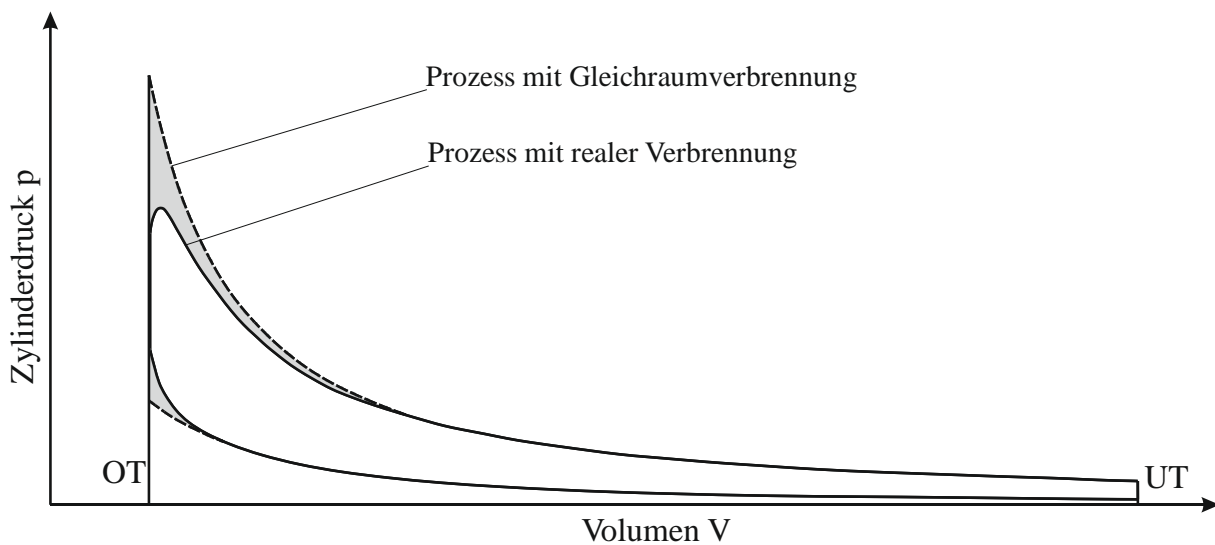 Prozess mit Gleichraumverbrennung
Prozess mit realer Verbrennung
Zylinderdruck p
OT
UT
Volumen V